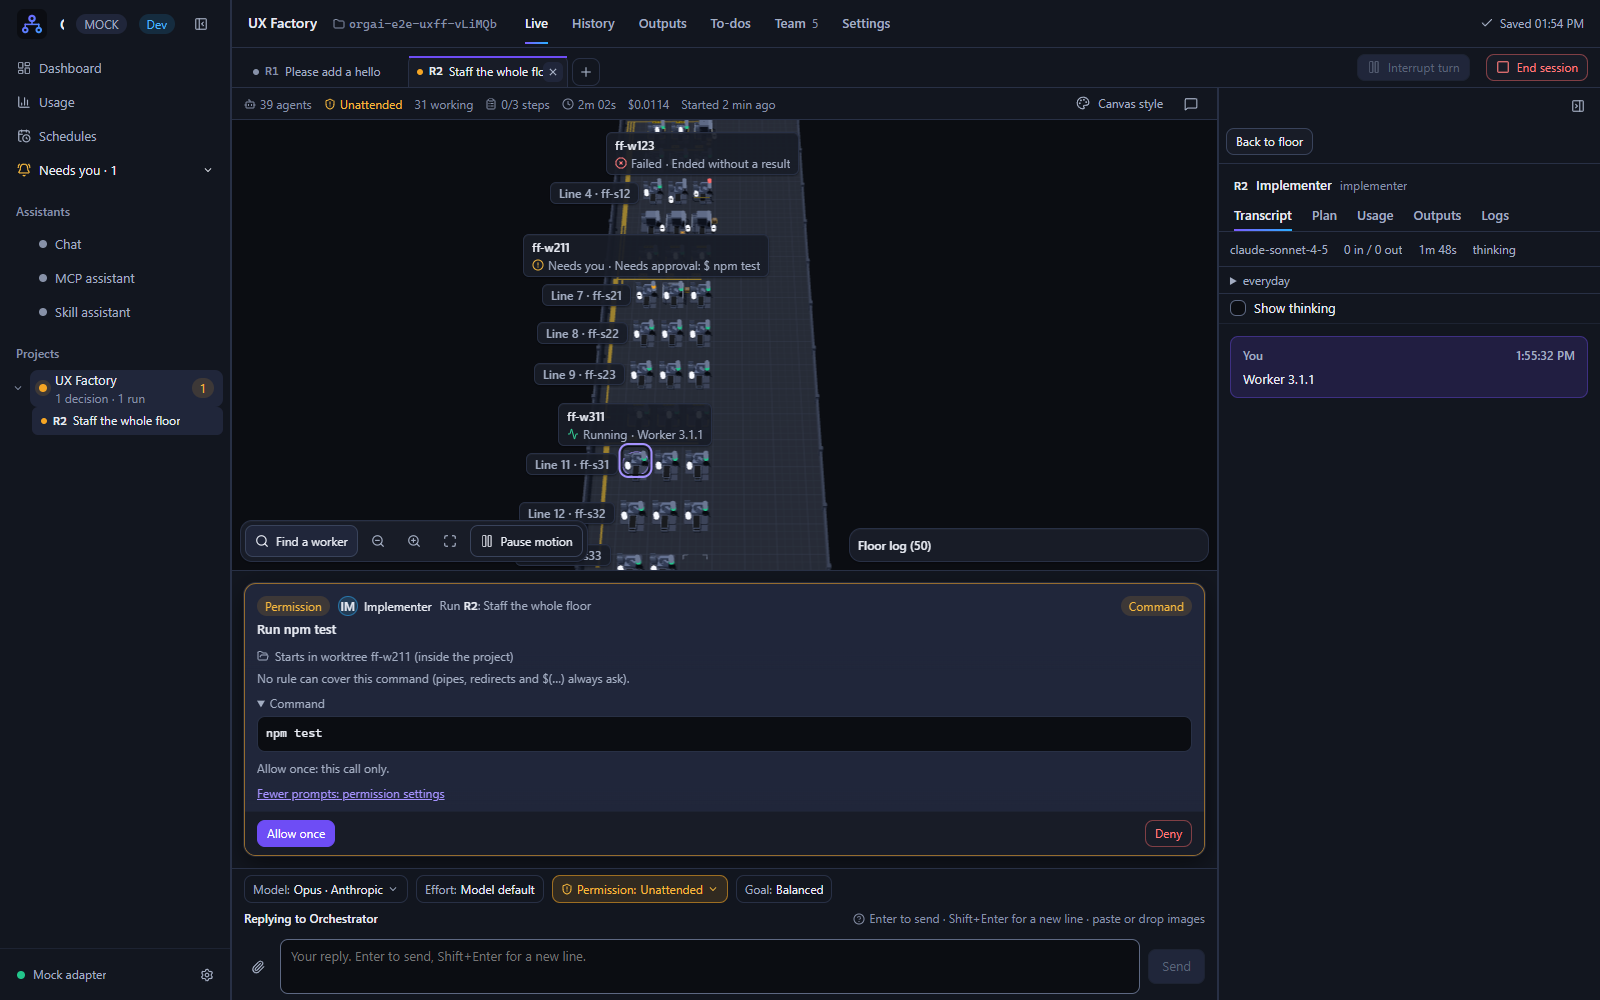 MOCK
Dev
Dashboard
Usage
Schedules
Needs you · 1
Assistants
Chat
MCP assistant
Skill assistant
Projects
UX Factory
1 decision · 1 run
1
R2 Staff the whole floor
Mock adapter
UX Factory
orgai-e2e-uxff-vLiMQb
Live
History
Outputs
To-dos
Team 5
Settings
Saved 01:54 PM
R1 Please add a hello
R2 Staff the whole flc
Interrupt turn
End session
39 agents
Unattended
31 working
0/3 steps
2m 02s
$0.0114
Started 2 min ago
Canvas style
ff-w123
Failed · Ended without a result
Line 4 · ff-s12
ff-w211
Needs you · Needs approval: $ npm test
Line 7 · ff-s21
Line 8 · ff-s22
Line 9 · ff-s23
ff-w311
Running · Worker 3.1.1
Line 11 · ff-s31
Line 12 · ff-s32
s33
Find a worker
Pause motion
Floor log (50)
Permission
IM
Implementer
Run R2: Staff the whole floor
Command
Run npm test
Starts in worktree ff-w211 (inside the project)
No rule can cover this command (pipes, redirects and $(...) always ask).
Command
npm test
Allow once: this call only.
Fewer prompts: permission settings
Allow once
Deny
Model: Opus · Anthropic
Effort: Model default
Permission: Unattended
Goal: Balanced
Replying to Orchestrator
Enter to send · Shift+Enter for a new line · paste or drop images
Your reply. Enter to send, Shift+Enter for a new line.
Send
Back to floor
R2 Implementer implementer
Transcript
Plan
Usage
Outputs
Logs
claude-sonnet-4-5
0 in / 0 out
1m 48s
thinking
everyday
Show thinking
You
1:55:32 PM
Worker 3.1.1